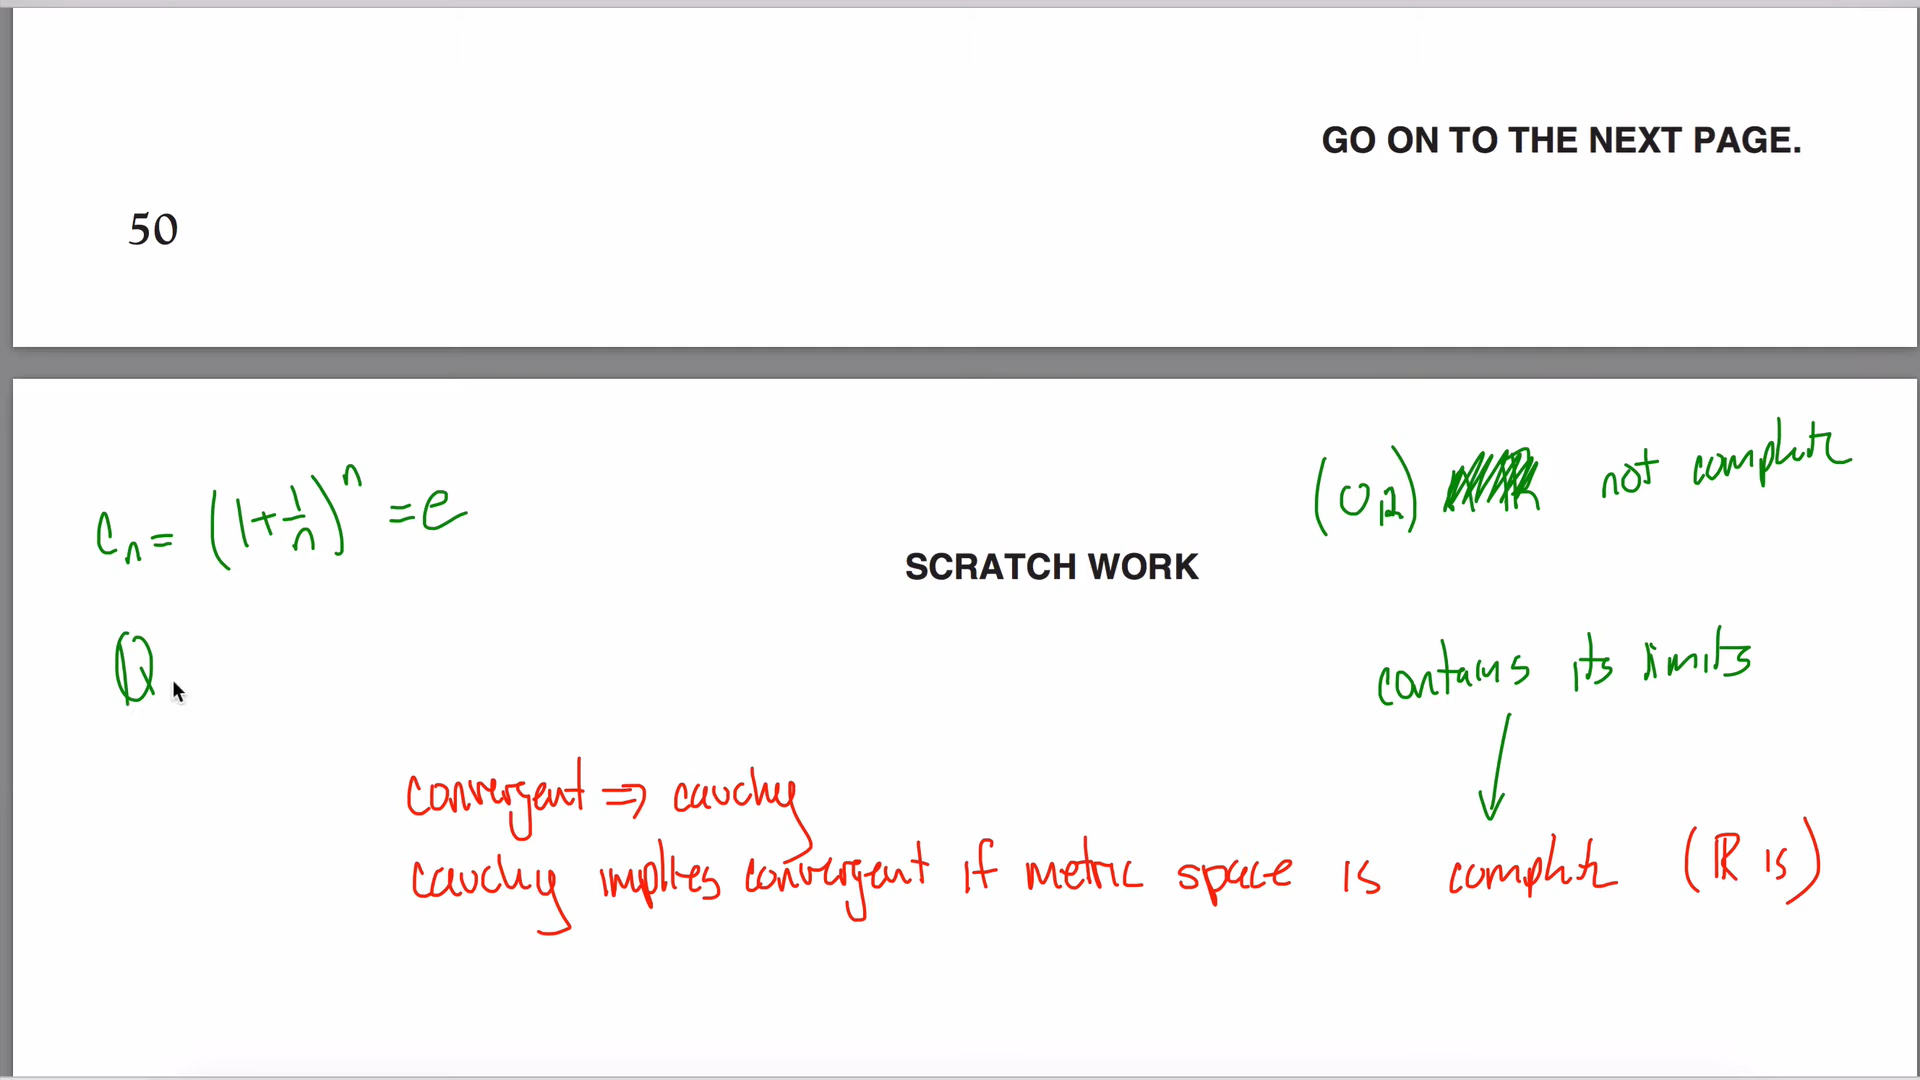 GO ON TO THE NEXT PAGE.
50
(0,2) not complete
Cn = (1+1/n)^n = e
SCRATCH WORK
ℚ
contains its limits
convergent ⇒ cauchy
cauchy implies convergent if metric space is complete (ℝ is)